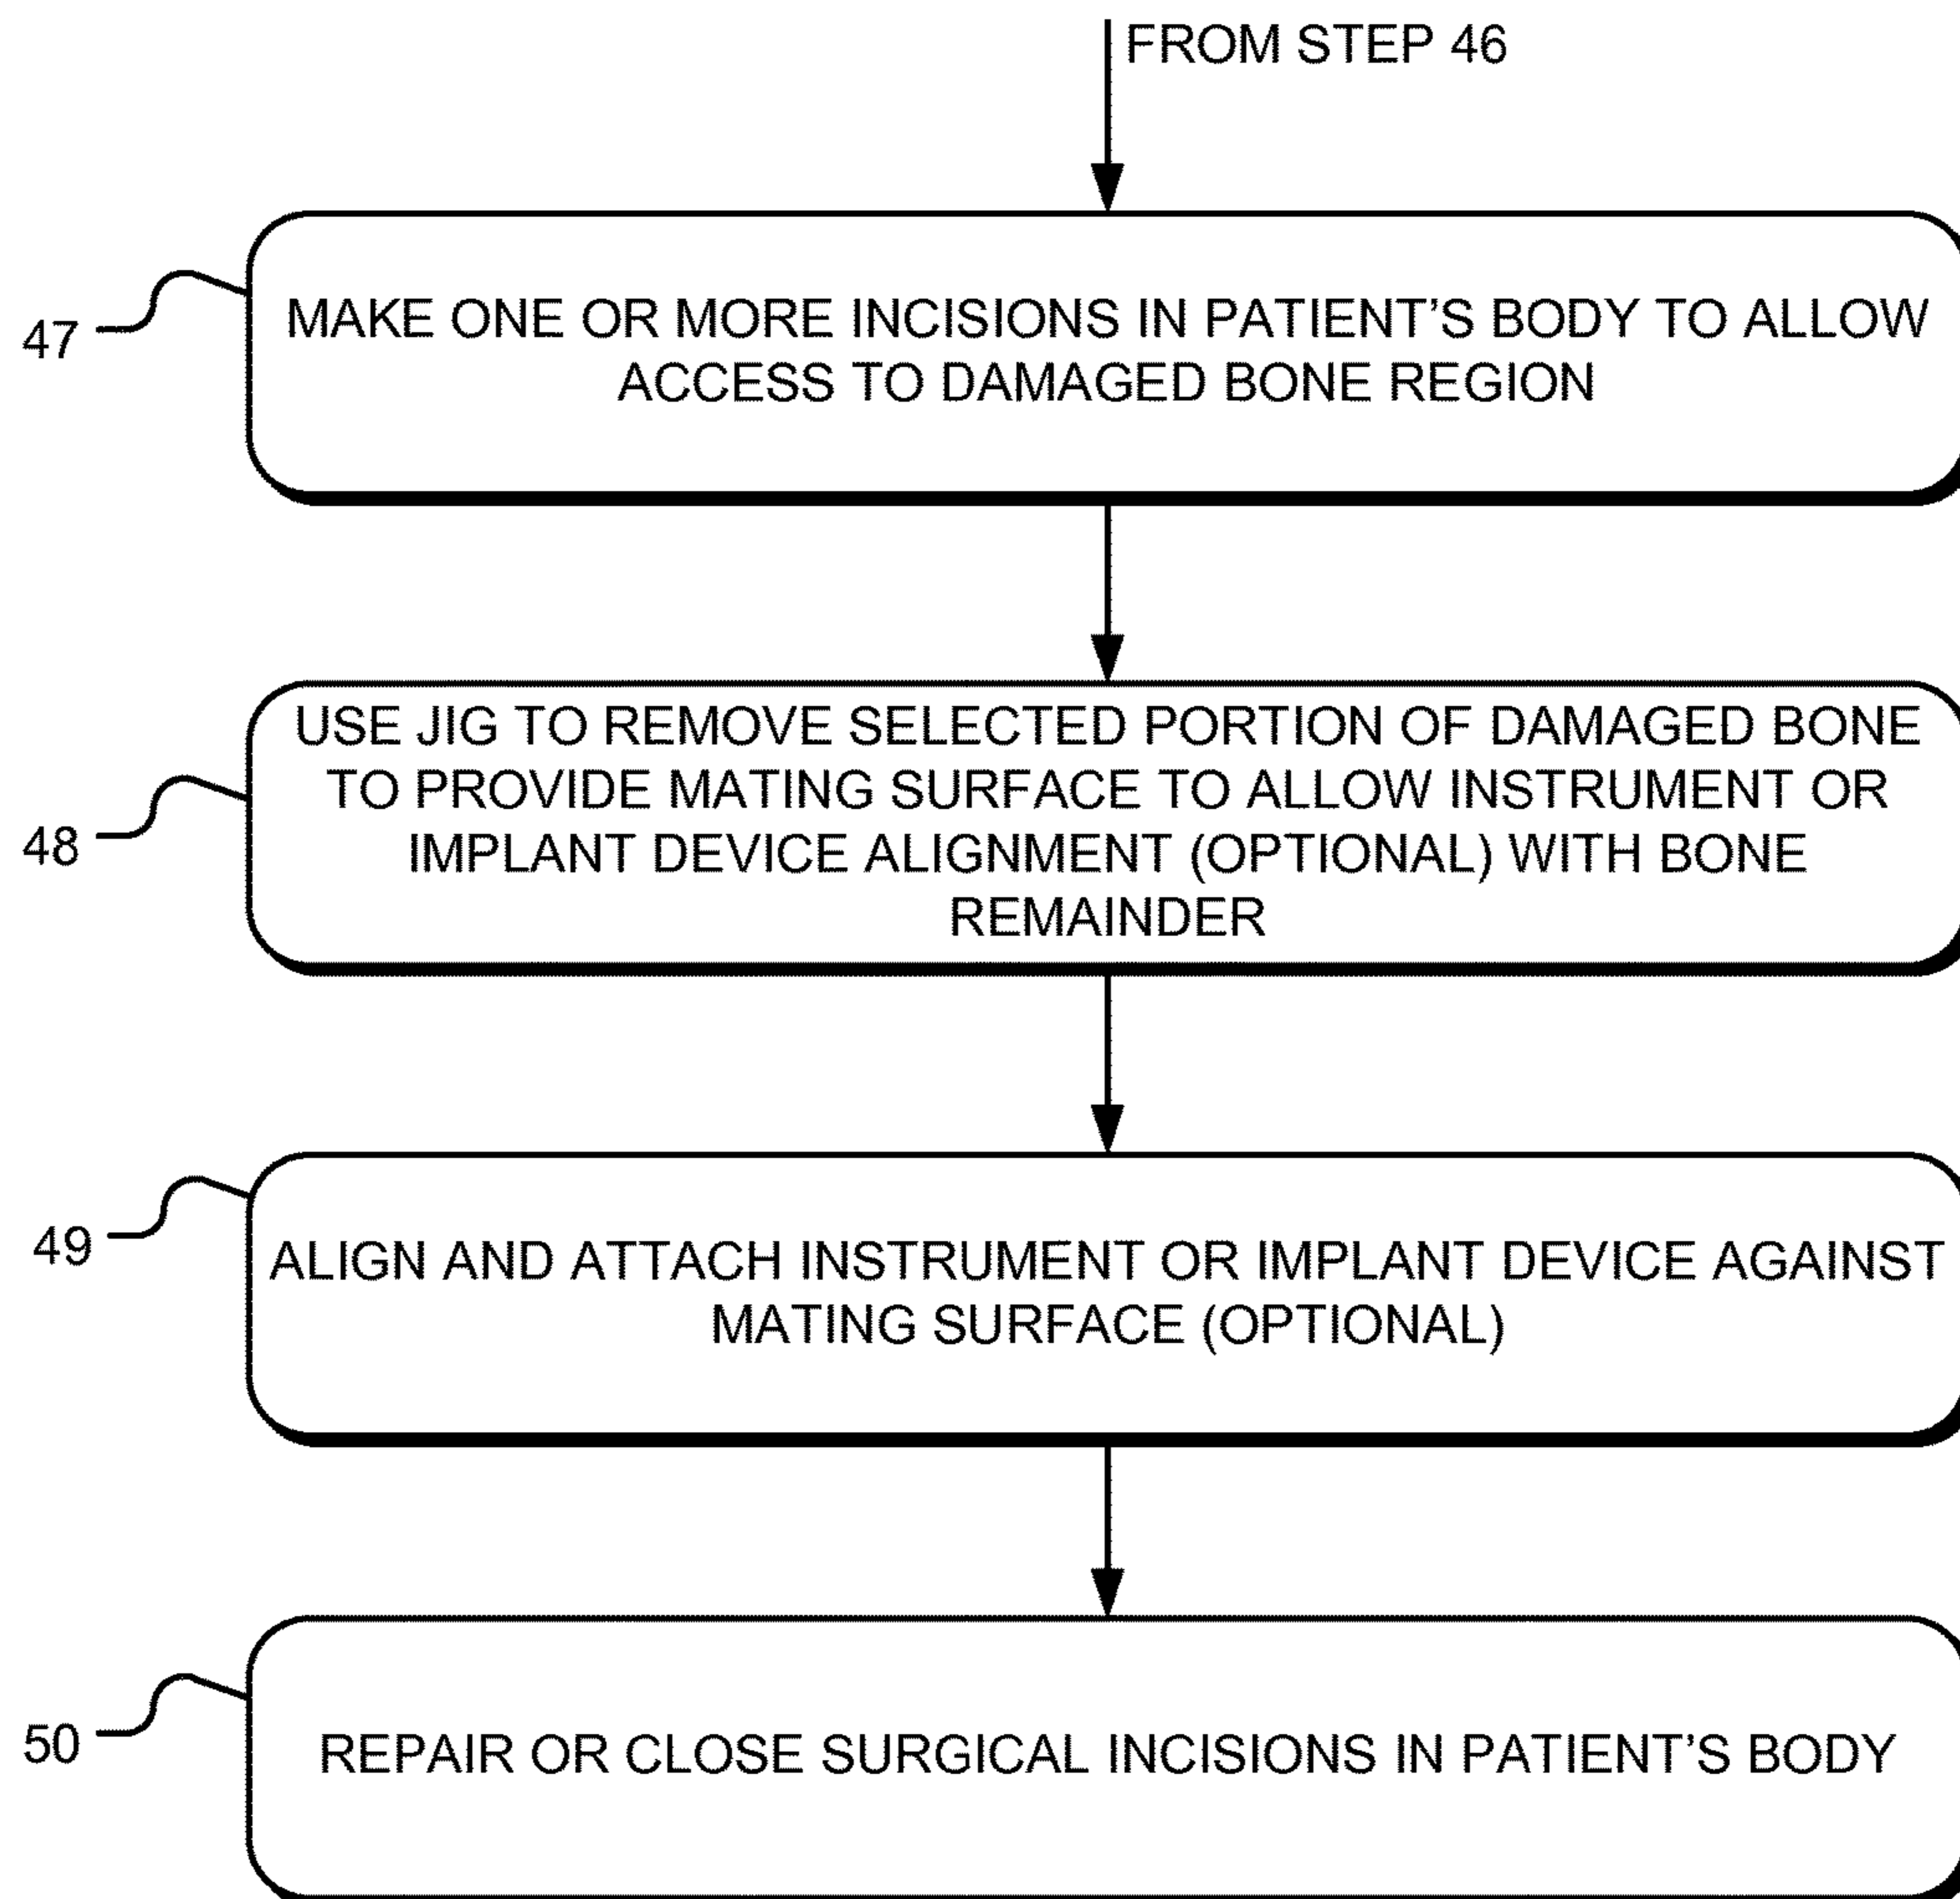 FROM STEP 46
47
MAKE ONE OR MORE INCISIONS IN PATIENT'S BODY TO ALLOW
ACCESS TO DAMAGED BONE REGION
48
USE JIG TO REMOVE SELECTED PORTION OF DAMAGED BONE
TO PROVIDE MATING SURFACE TO ALLOW INSTRUMENT OR
IMPLANT DEVICE ALIGNMENT (OPTIONAL) WITH BONE
REMAINDER
49
ALIGN AND ATTACH INSTRUMENT OR IMPLANT DEVICE AGAINST
MATING SURFACE (OPTIONAL)
50
REPAIR OR CLOSE SURGICAL INCISIONS IN PATIENT'S BODY